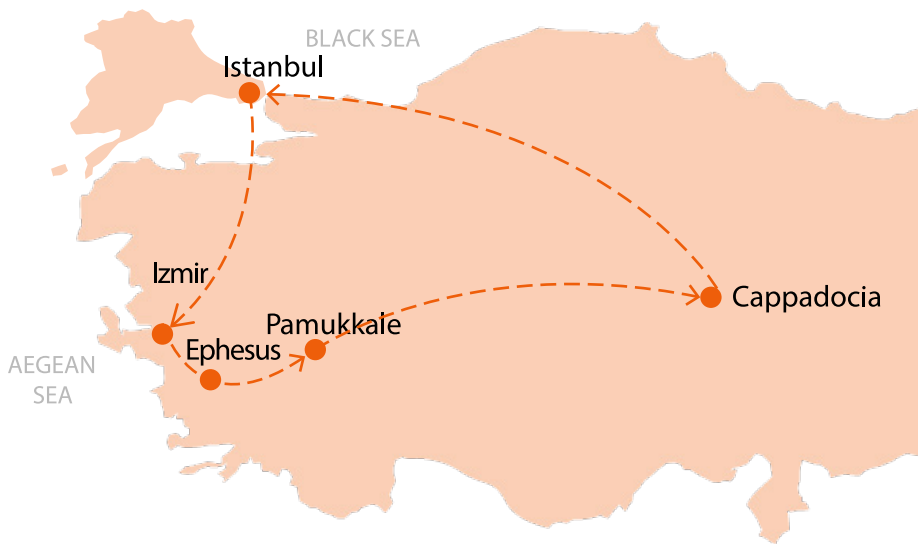 BLACK SEA
Istanbul
Izmir
Pamukkale
Ephesus
Cappadocia
AEGEAN
SEA